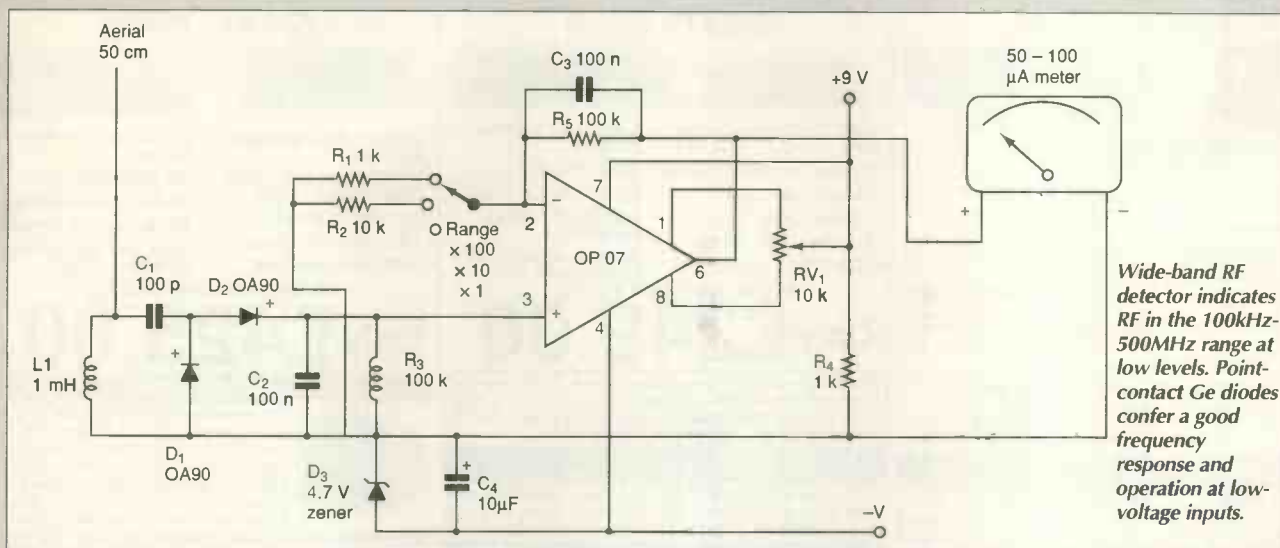 Aerial
50 cm
C1
100 p
D2 OA90
L1
1 mH
D1
OA90
C2
100 n
R3
100 k
D3
4.7 V
zener
C4
10µF
R1 1 k
R2 10 k
Range
× 100
× 10
× 1
C3 100 n
R5 100 k
2
3
7
1
OP 07
6
8
4
RV1
10 k
+9 V
R4
1 k
–V
50 – 100
µA meter
+
–
Wide-band RF
detector indicates
RF in the 100kHz-
500MHz range at
low levels. Point-
contact Ge diodes
confer a good
frequency
response and
operation at low-
voltage inputs.